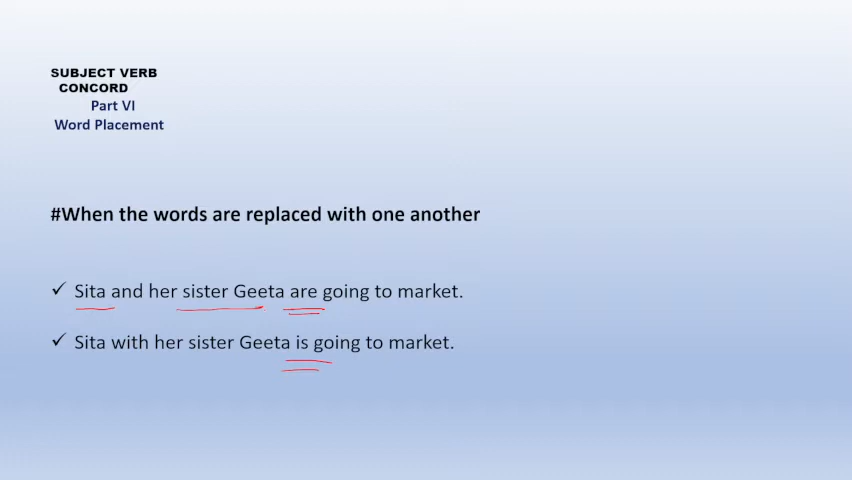 SUBJECT VERB
CONCORD
Part VI
Word Placement
#When the words are replaced with one another
✓ Sita and her sister Geeta are going to market.
✓ Sita with her sister Geeta is going to market.